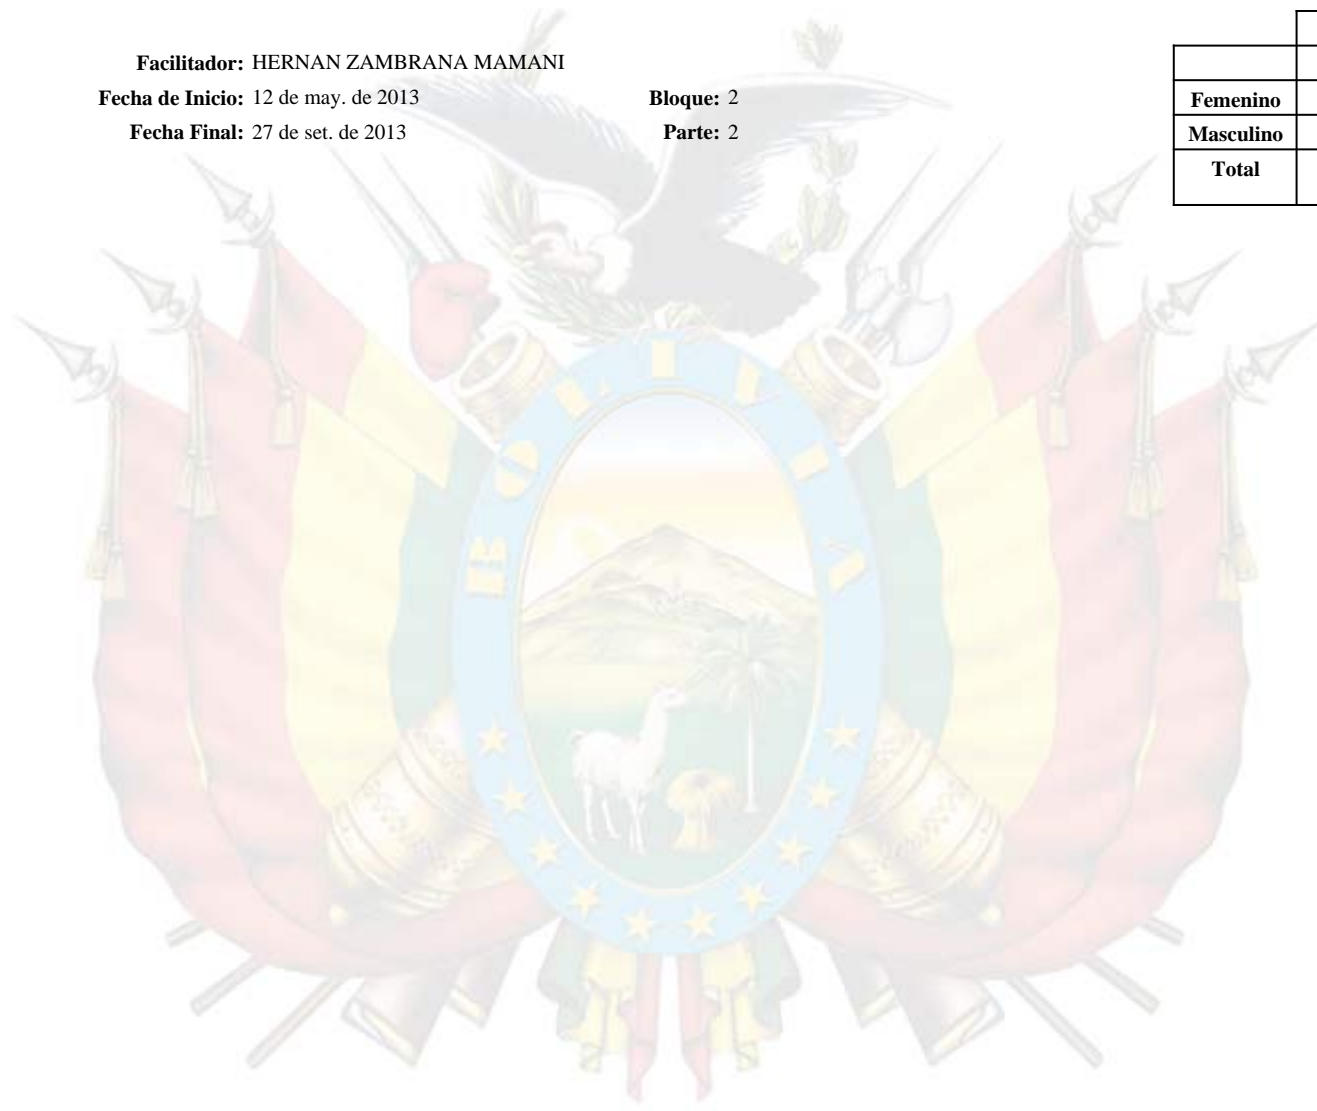 Facilitador: HERNAN ZAMBRANA MAMANI
Fecha de Inicio: 12 de may. de 2013 Bloque: 2
Fecha Final: 27 de set. de 2013 Parte: 2
Femenino
Masculino
Total
BOLIVIA